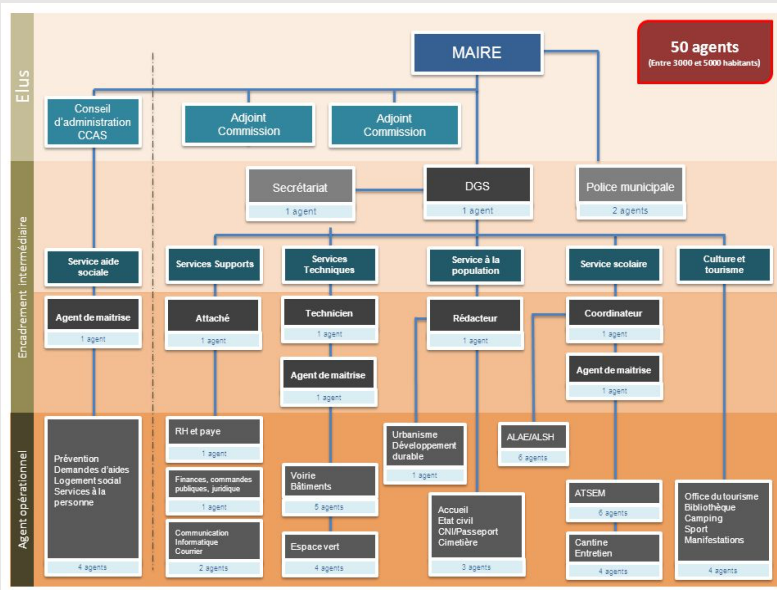 MAIRE
50 agents
(Entre 3000 et 5000 habitants)
Elus
Conseil
d'administration
CCAS
Adjoint
Commission
Adjoint
Commission
Encadrement intermédiaire
Secrétariat
1 agent
DGS
1 agent
Police municipale
2 agents
Service aide
sociale
Services Supports
Services
Techniques
Service à la
population
Service scolaire
Culture et
tourisme
Agent de maitrise
1 agent
Attaché
1 agent
Technicien
1 agent
Agent de maitrise
1 agent
Rédacteur
1 agent
Coordinateur
1 agent
Agent de maitrise
1 agent
Agent opérationnel
Prévention
Demandes d'aides
Logement social
Services à la
personne
4 agents
RH et paye
1 agent
Finances, commandes
publiques, juridique
1 agent
Communication
Informatique
Courrier
2 agents
Voirie
Bâtiments
5 agents
Espace vert
4 agents
Urbanisme
Développement
durable
1 agent
Accueil
Etat civil
CNI/Passeport
Cimetière
3 agents
ALAE/ALSH
6 agents
ATSEM
6 agents
Cantine
Entretien
4 agents
Office du tourisme
Bibliothèque
Camping
Sport
Manifestations
4 agents